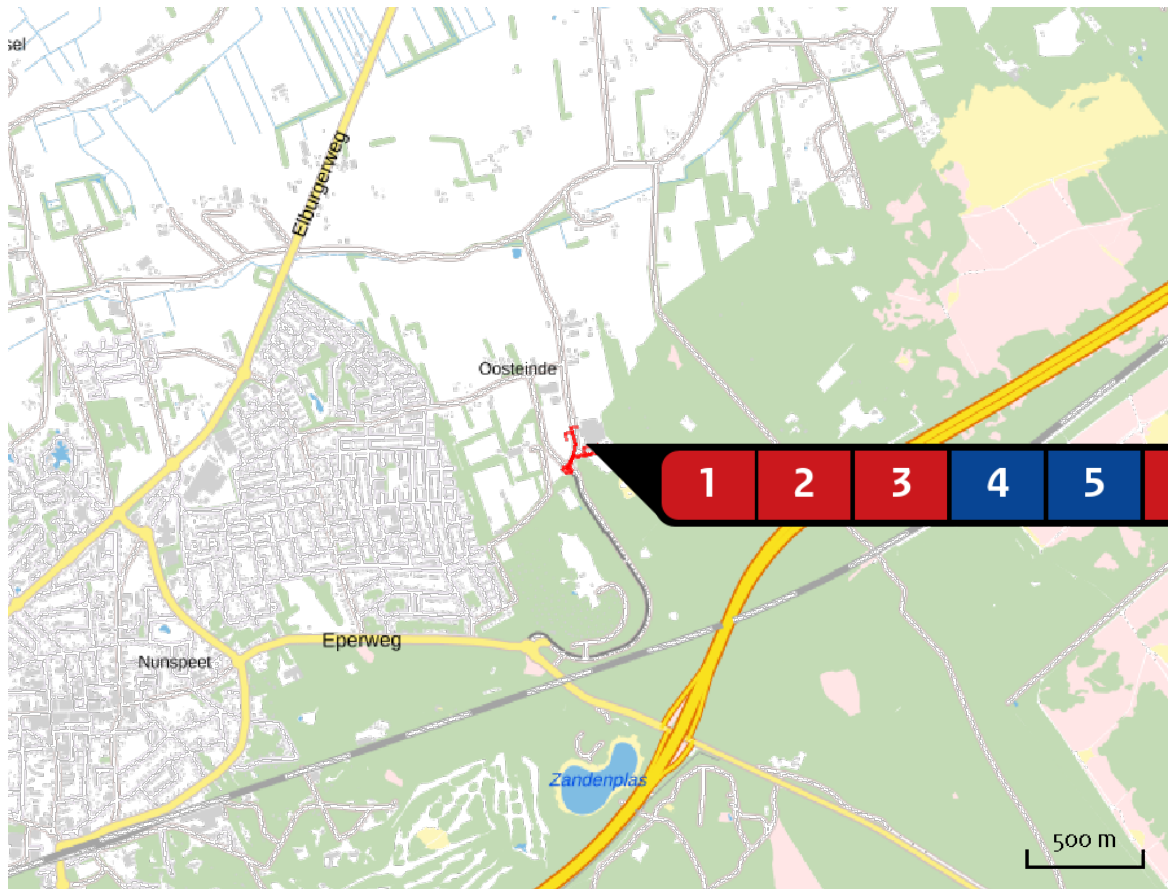 sel
Elburgerweg
Oosteinde
1 2 3 4 5
Eperweg
Nunspeet
Zandenplas
500 m